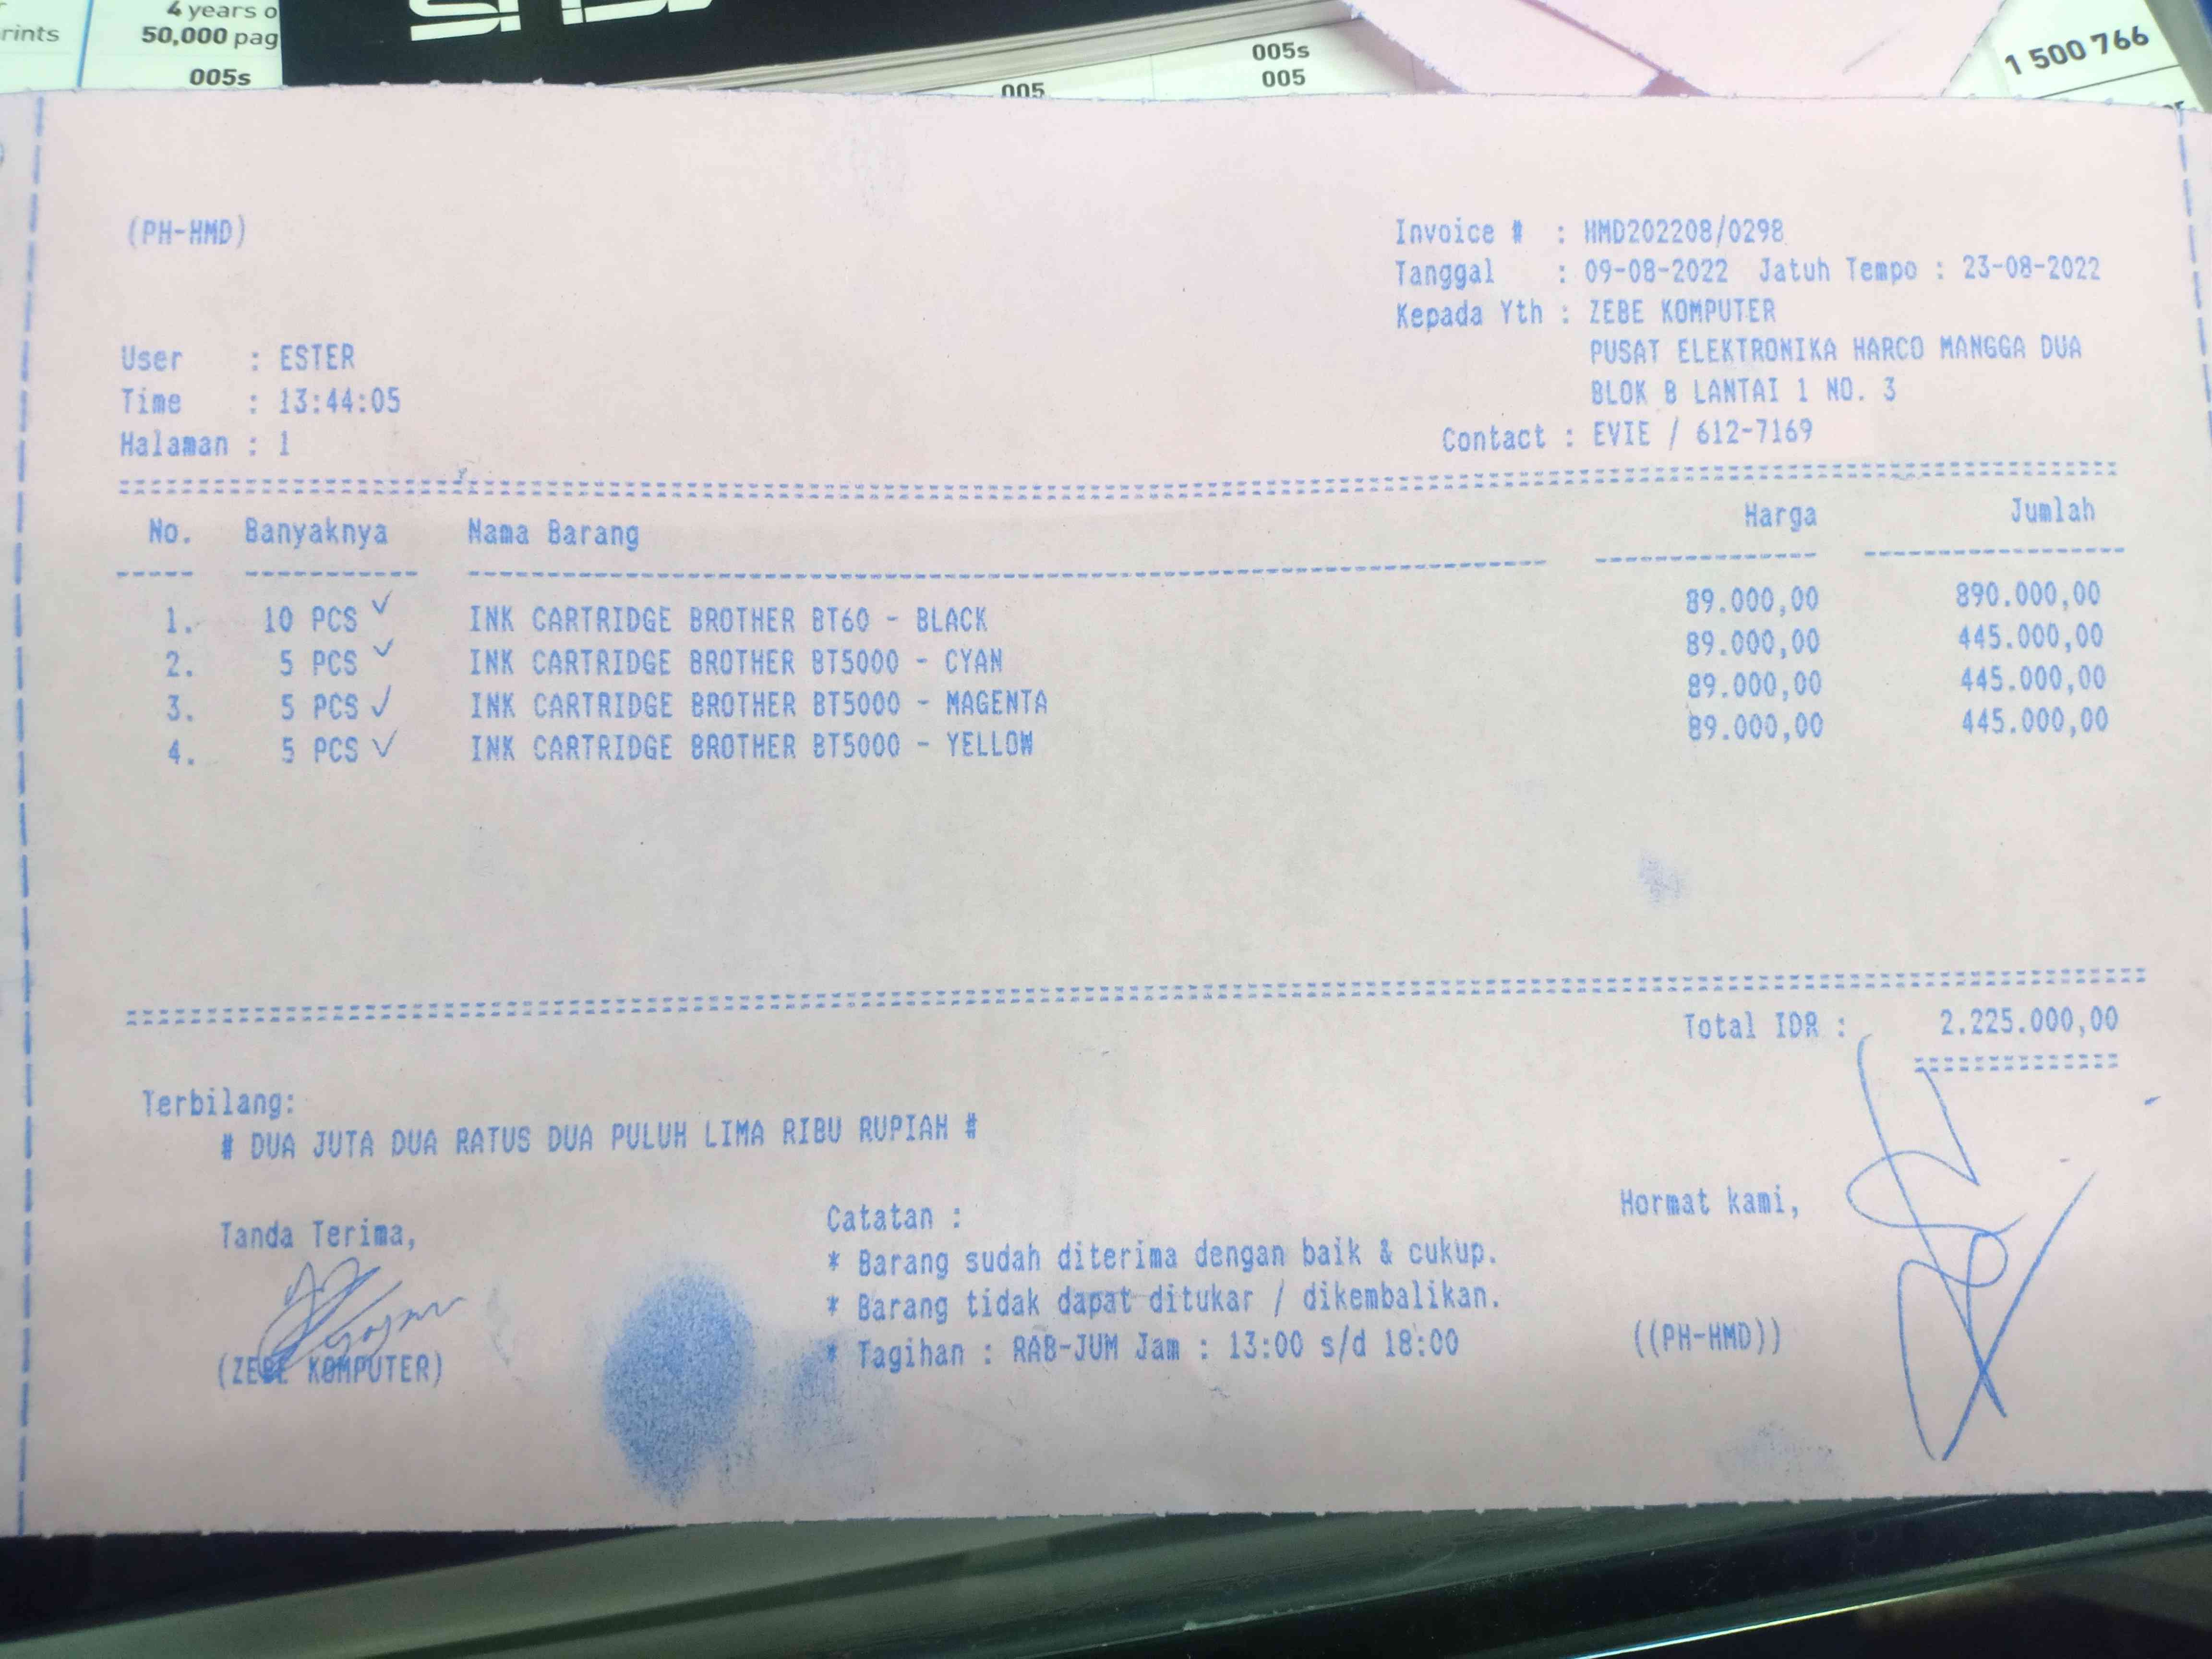 rints
4 years o
50,000 pag
005s
005s
005
005
1 500 766
(PH-HMD)
Invoice # : HMD202208/0298
Tanggal : 09-08-2022 Jatuh Tempo : 23-08-2022
Kepada Yth : ZEBE KOMPUTER
PUSAT ELEKTRONIKA HARCO MANGGA DUA
BLOK B LANTAI 1 NO. 3
Contact : EVIE / 612-7169
User : ESTER
Time : 13:44:05
Halaman : 1
No. Banyaknya Nama Barang Harga Jumlah
1. 10 PCS INK CARTRIDGE BROTHER BT60 - BLACK 89.000,00 890.000,00
2. 5 PCS INK CARTRIDGE BROTHER BT5000 - CYAN 89.000,00 445.000,00
3. 5 PCS INK CARTRIDGE BROTHER BT5000 - MAGENTA 89.000,00 445.000,00
4. 5 PCS INK CARTRIDGE BROTHER BT5000 - YELLOW 89.000,00 445.000,00
Total IDR : 2.225.000,00
Terbilang:
# DUA JUTA DUA RATUS DUA PULUH LIMA RIBU RUPIAH #
Tanda Terima,
(ZEBE KOMPUTER)
Catatan :
* Barang sudah diterima dengan baik & cukup.
* Barang tidak dapat ditukar / dikembalikan.
* Tagihan : RAB-JUM Jam : 13:00 s/d 18:00
Hormat kami,
((PH-HMD))